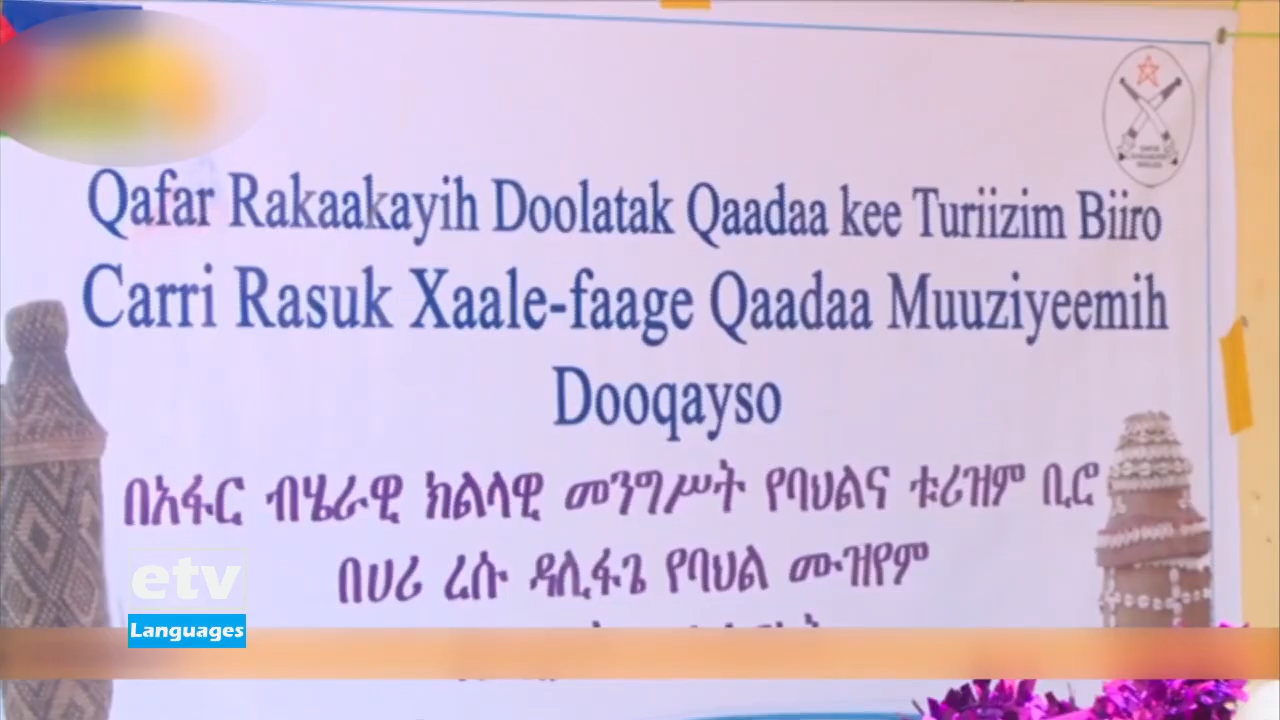 Qafar Rakaakayih Doolatak Qaadaa kee Turiizim Biiro
Carri Rasuk Xaale-faage Qaadaa Muuziyeemih
Dooqayso
በአፋር ብሄራዊ ክልላዊ መንግሥት የባህልና ቱሪዝም ቢሮ
በሀሪ ረሱ ዳሊፋጌ የባህል ሙዝየም
etv
Languages